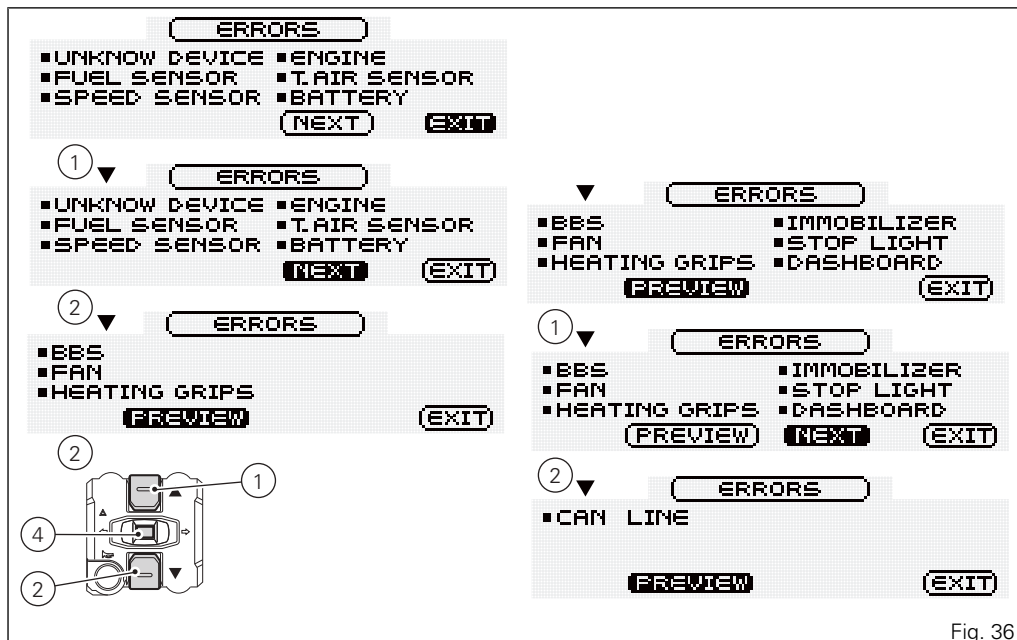 ERRORS
UNKNOW DEVICE ENGINE
FUEL SENSOR T.AIR SENSOR
SPEED SENSOR BATTERY
NEXT EXIT
1
ERRORS
UNKNOW DEVICE ENGINE
FUEL SENSOR T.AIR SENSOR
SPEED SENSOR BATTERY
NEXT EXIT
2
ERRORS
BBS
FAN
HEATING GRIPS
PREVIEW EXIT
2
1
4
2
ERRORS
BBS IMMOBILIZER
FAN STOP LIGHT
HEATING GRIPS DASHBOARD
PREVIEW EXIT
1
ERRORS
BBS IMMOBILIZER
FAN STOP LIGHT
HEATING GRIPS DASHBOARD
PREVIEW NEXT EXIT
2
ERRORS
CAN LINE
PREVIEW EXIT
Fig. 36